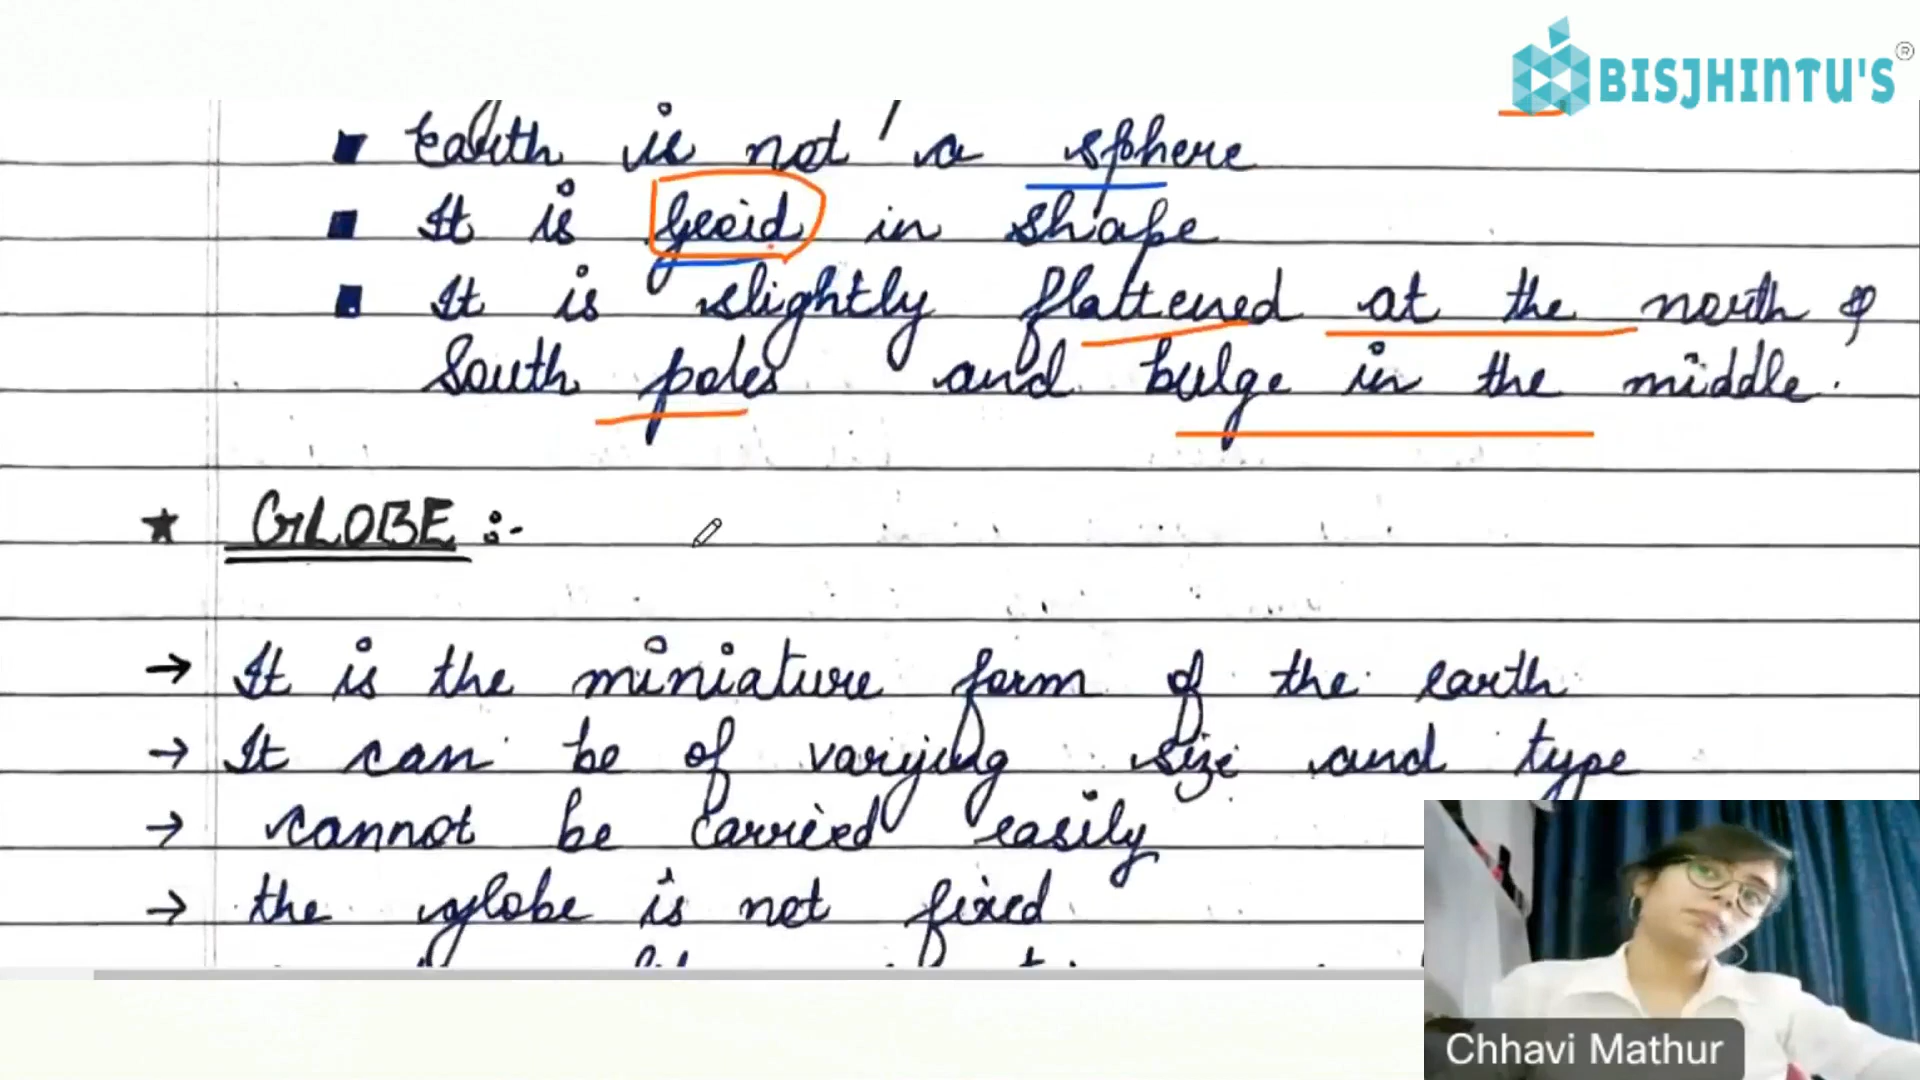 BISJHINTU'S®
▪ Earth is not a sphere
▪ It is Geoid in shape
▪ It is slightly flattened at the north &
South poles and bulge in the middle.
★ GLOBE :-
→ It is the miniature form of the earth
→ It can be of varying size and type
→ cannot be carried easily
→ the globe is not fixed
Chhavi Mathur